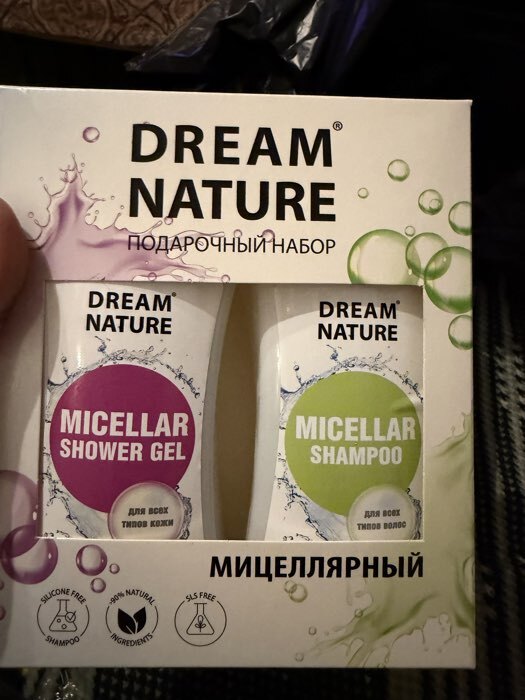 DREAM®
NATURE
ПОДАРОЧНЫЙ НАБОР
DREAM®
NATURE
MICELLAR
SHOWER GEL
для всех
типов кожи
DREAM®
NATURE
MICELLAR
SHAMPOO
для всех
типов волос
МИЦЕЛЛЯРНЫЙ
SILICONE FREE
SHAMPOO
~90% NATURAL
INGREDIENTS
SLS FREE